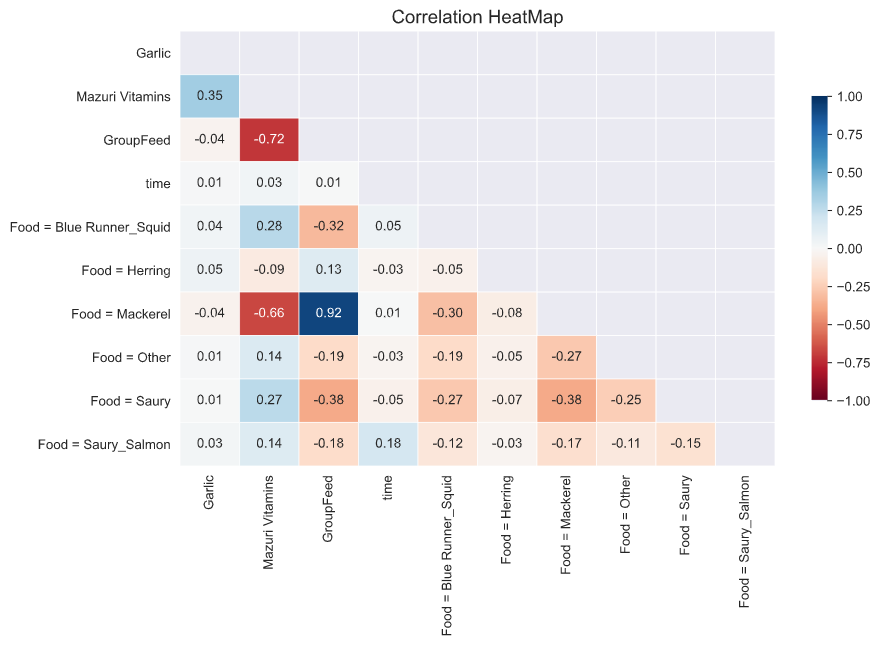 Correlation HeatMap
Garlic
Mazuri Vitamins 0.35
GroupFeed -0.04 -0.72
time 0.01 0.03 0.01
Food = Blue Runner_Squid 0.04 0.28 -0.32 0.05
Food = Herring 0.05 -0.09 0.13 -0.03 -0.05
Food = Mackerel -0.04 -0.66 0.92 0.01 -0.30 -0.08
Food = Other 0.01 0.14 -0.19 -0.03 -0.19 -0.05 -0.27
Food = Saury 0.01 0.27 -0.38 -0.05 -0.27 -0.07 -0.38 -0.25
Food = Saury_Salmon 0.03 0.14 -0.18 0.18 -0.12 -0.03 -0.17 -0.11 -0.15
Garlic
Mazuri Vitamins
GroupFeed
time
Food = Blue Runner_Squid
Food = Herring
Food = Mackerel
Food = Other
Food = Saury
Food = Saury_Salmon
1.00
0.75
0.50
0.25
0.00
−0.25
−0.50
−0.75
−1.00